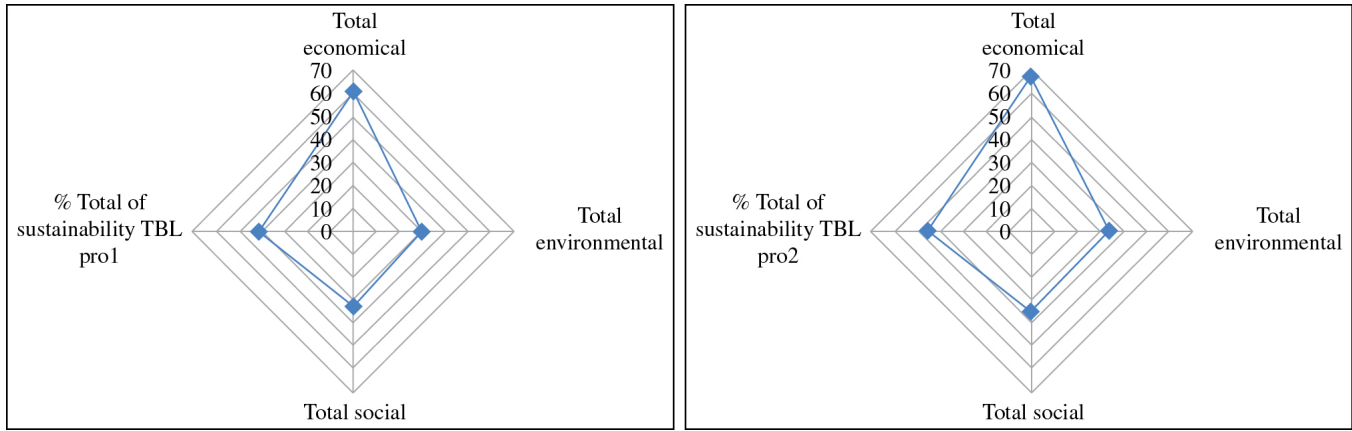 Total
economical
70
60
50
40
30
20
10
0
% Total of
sustainability TBL
pro1
Total
environmental
Total social
Total
economical
70
60
50
40
30
20
10
0
% Total of
sustainability TBL
pro2
Total
environmental
Total social